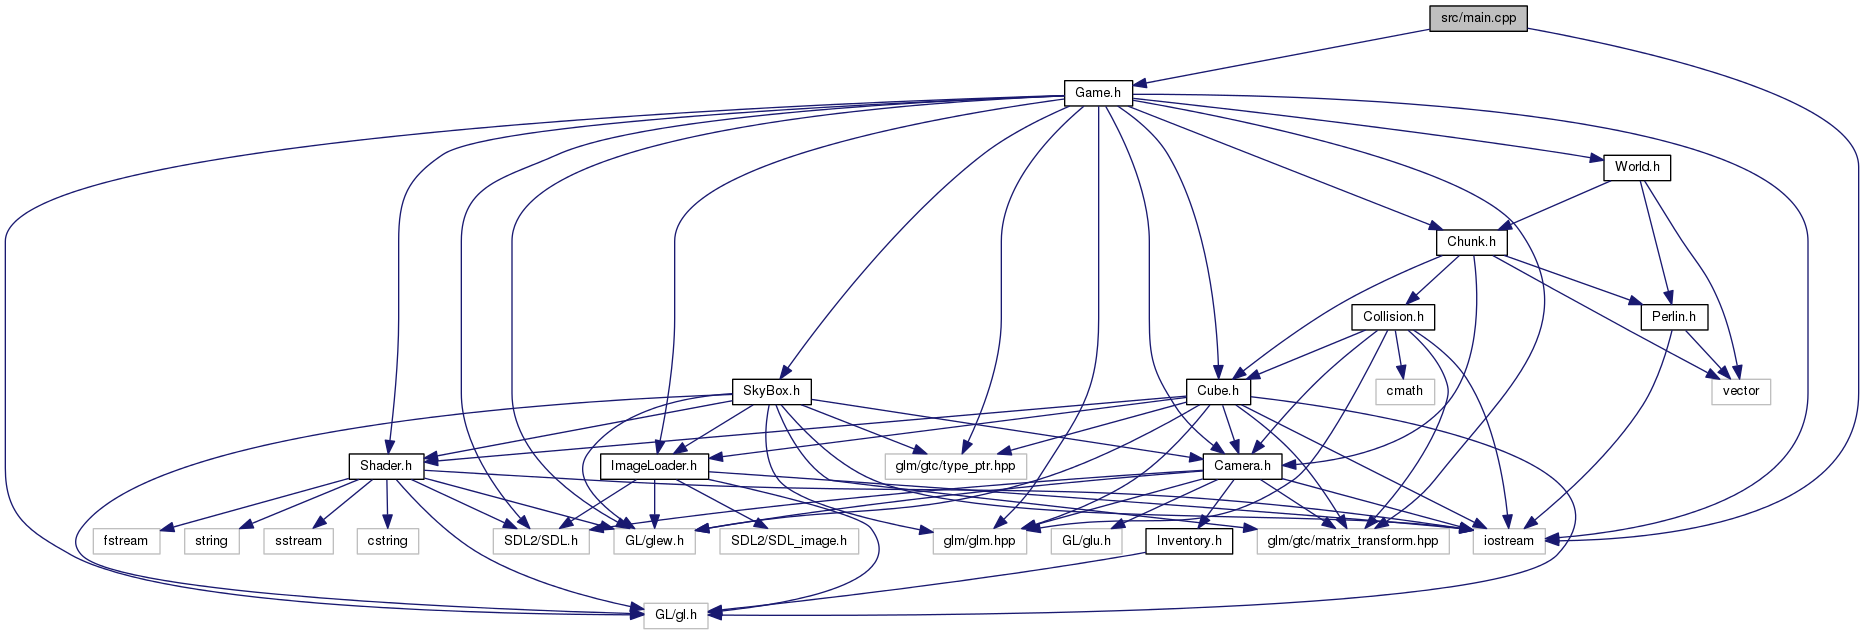 src/main.cpp
Game.h
World.h
Chunk.h
Collision.h
Perlin.h
SkyBox.h
Cube.h
cmath
vector
Shader.h
ImageLoader.h
glm/gtc/type_ptr.hpp
Camera.h
fstream
string
sstream
cstring
SDL2/SDL.h
GL/glew.h
SDL2/SDL_image.h
glm/glm.hpp
GL/glu.h
Inventory.h
glm/gtc/matrix_transform.hpp
iostream
GL/gl.h